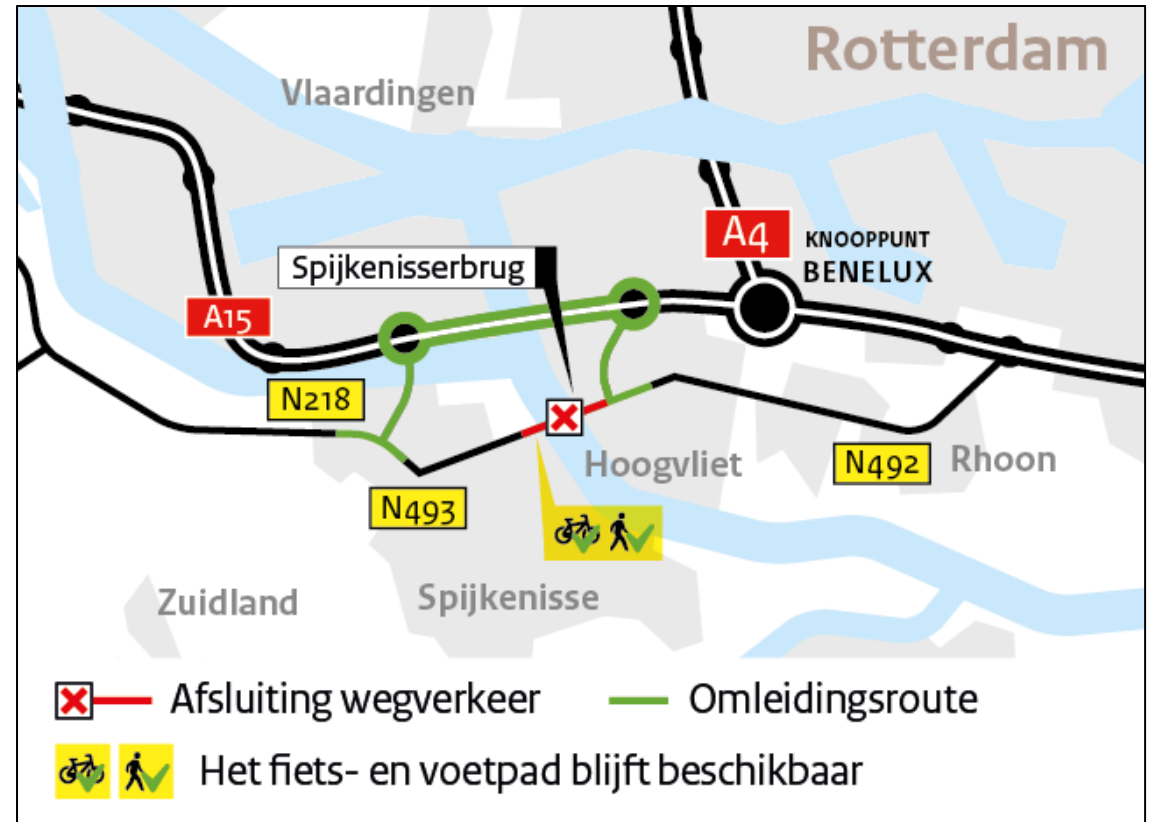 Rotterdam
Vlaardingen
A4
KNOOPPUNT
BENELUX
Spijkenisserbrug
A15
N218
Hoogvliet
N492
Rhoon
N493
Zuidland
Spijkenisse
Afsluiting wegverkeer
Omleidingsroute
Het fiets- en voetpad blijft beschikbaar